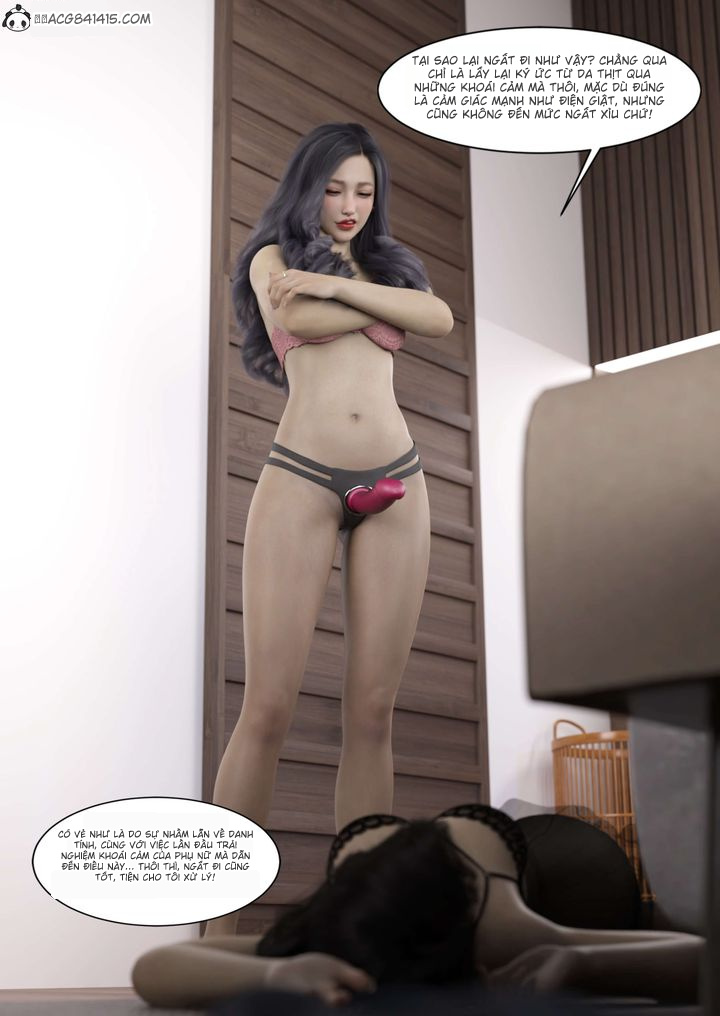 ACG841415.COM
TẠI SAO LẠI NGẤT ĐI NHƯ VẬY? CHẲNG QUA
CHỈ LÀ LẤY LẠI KÝ ỨC TỪ DA THỊT QUA
NHỮNG KHOÁI CẢM MÀ THÔI, MẶC DÙ ĐÚNG
LÀ CẢM GIÁC MẠNH NHƯ ĐIỆN GIẬT, NHƯNG
CŨNG KHÔNG ĐẾN MỨC NGẤT XỈU CHỨ!
CÓ VẺ NHƯ LÀ DO SỰ NHẦM LẪN VỀ DANH
TÍNH, CÙNG VỚI VIỆC LẦN ĐẦU TRẢI
NGHIỆM KHOÁI CẢM CỦA PHỤ NỮ MÀ DẪN
ĐẾN ĐIỀU NÀY... THÔI THÌ, NGẤT ĐI CŨNG
TỐT, TIỆN CHO TÔI XỬ LÝ!